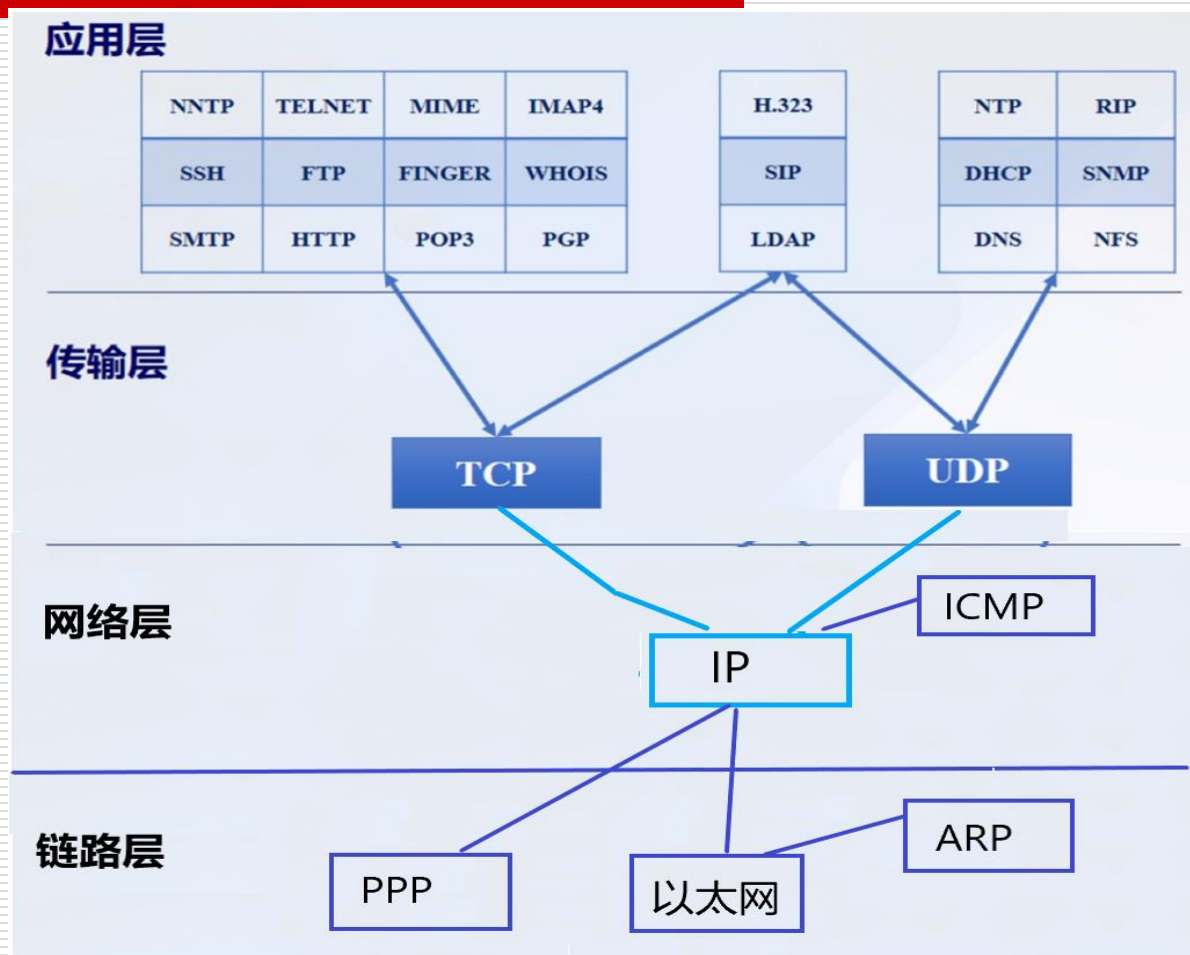 应用层
NNTP TELNET MIME IMAP4 H.323 NTP RIP
SSH FTP FINGER WHOIS SIP DHCP SNMP
SMTP HTTP POP3 PGP LDAP DNS NFS
传输层
TCP UDP
ICMP
网络层
IP
ARP
链路层
PPP 以太网